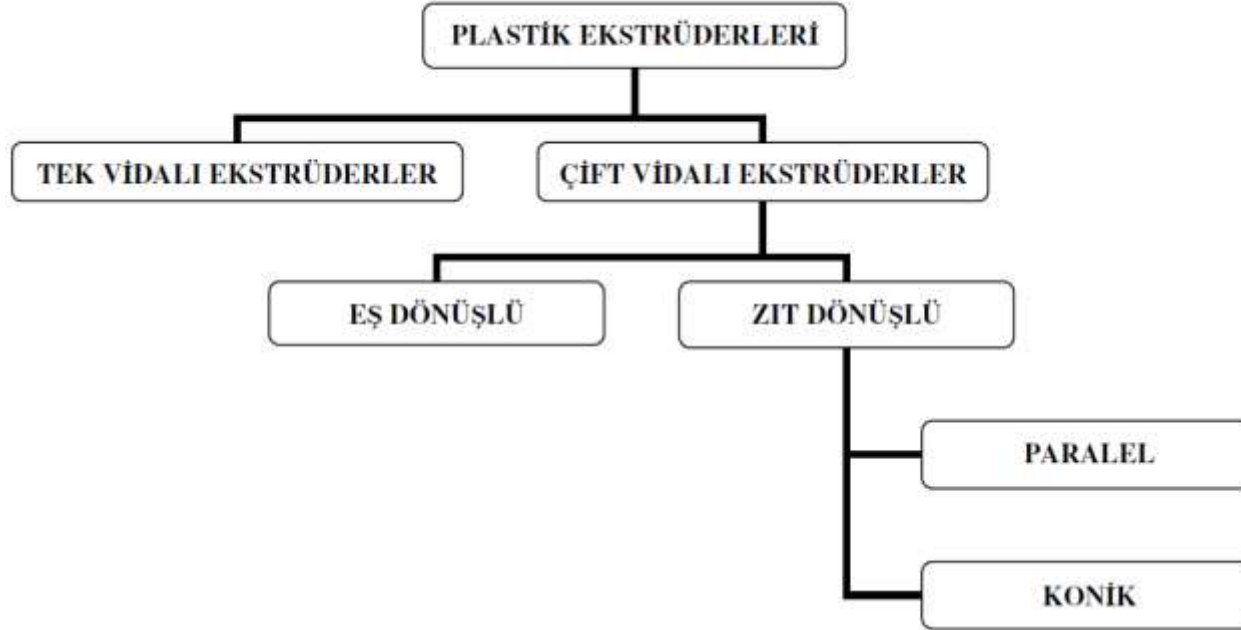 PLASTİK EKSTRÜDERLERİ
TEK VİDALI EKSTRÜDERLER
ÇİFT VİDALI EKSTRÜDERLER
EŞ DÖNÜŞLÜ
ZIT DÖNÜŞLÜ
PARALEL
KONİK